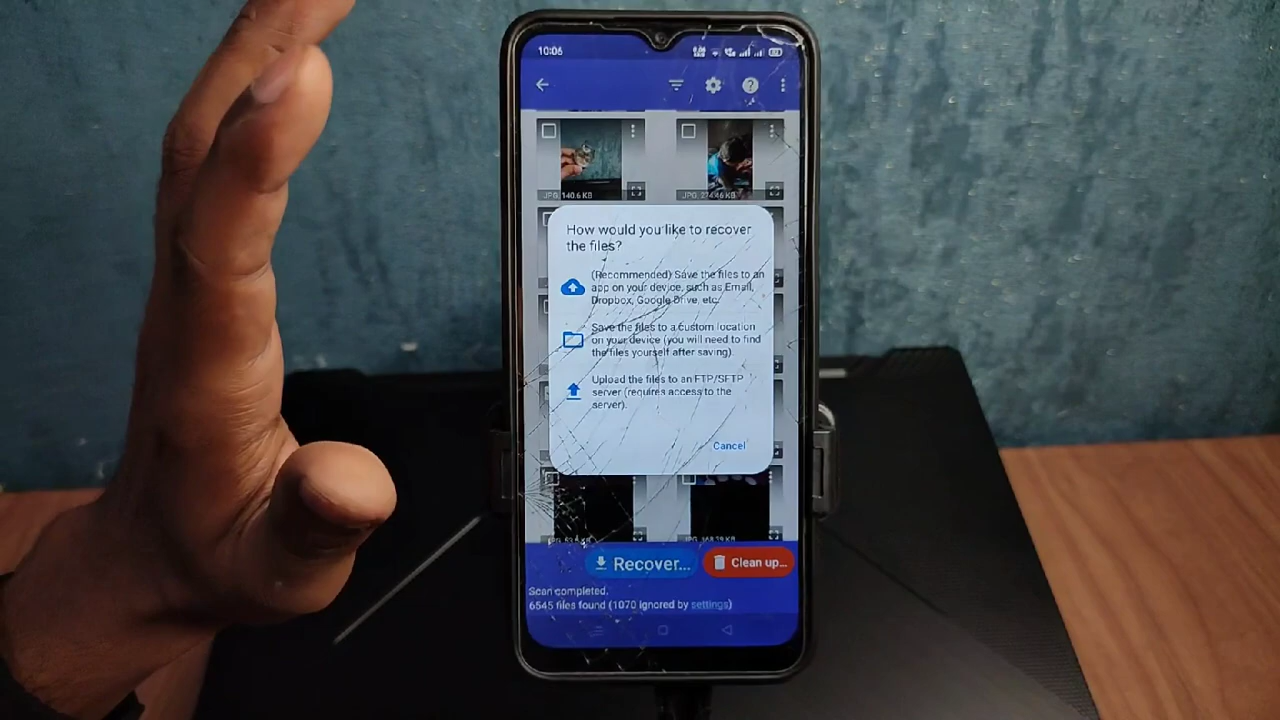 10:06
JPG, 140.6 KB
JPG, 274.46 KB
How would you like to recover
the files?
(Recommended) Save the files to an
app on your device, such as Email,
Dropbox, Google Drive, etc.
Save the files to a custom location
on your device (you will need to find
the files yourself after saving).
Upload the files to an FTP/SFTP
server (requires access to the
server).
Cancel
Recover...
Clean up...
Scan completed.
6545 files found (1070 ignored by settings)